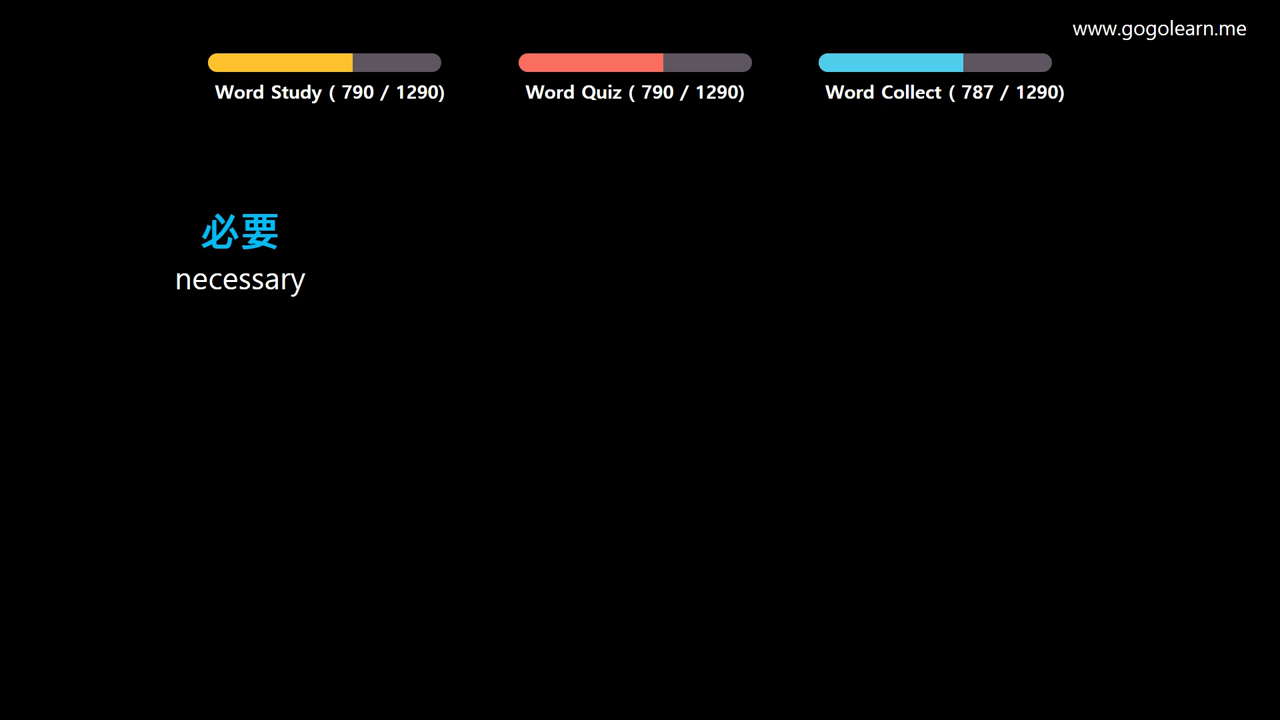 www.gogolearn.me
Word Study ( 790 / 1290)
Word Quiz ( 790 / 1290)
Word Collect ( 787 / 1290)
必要
necessary